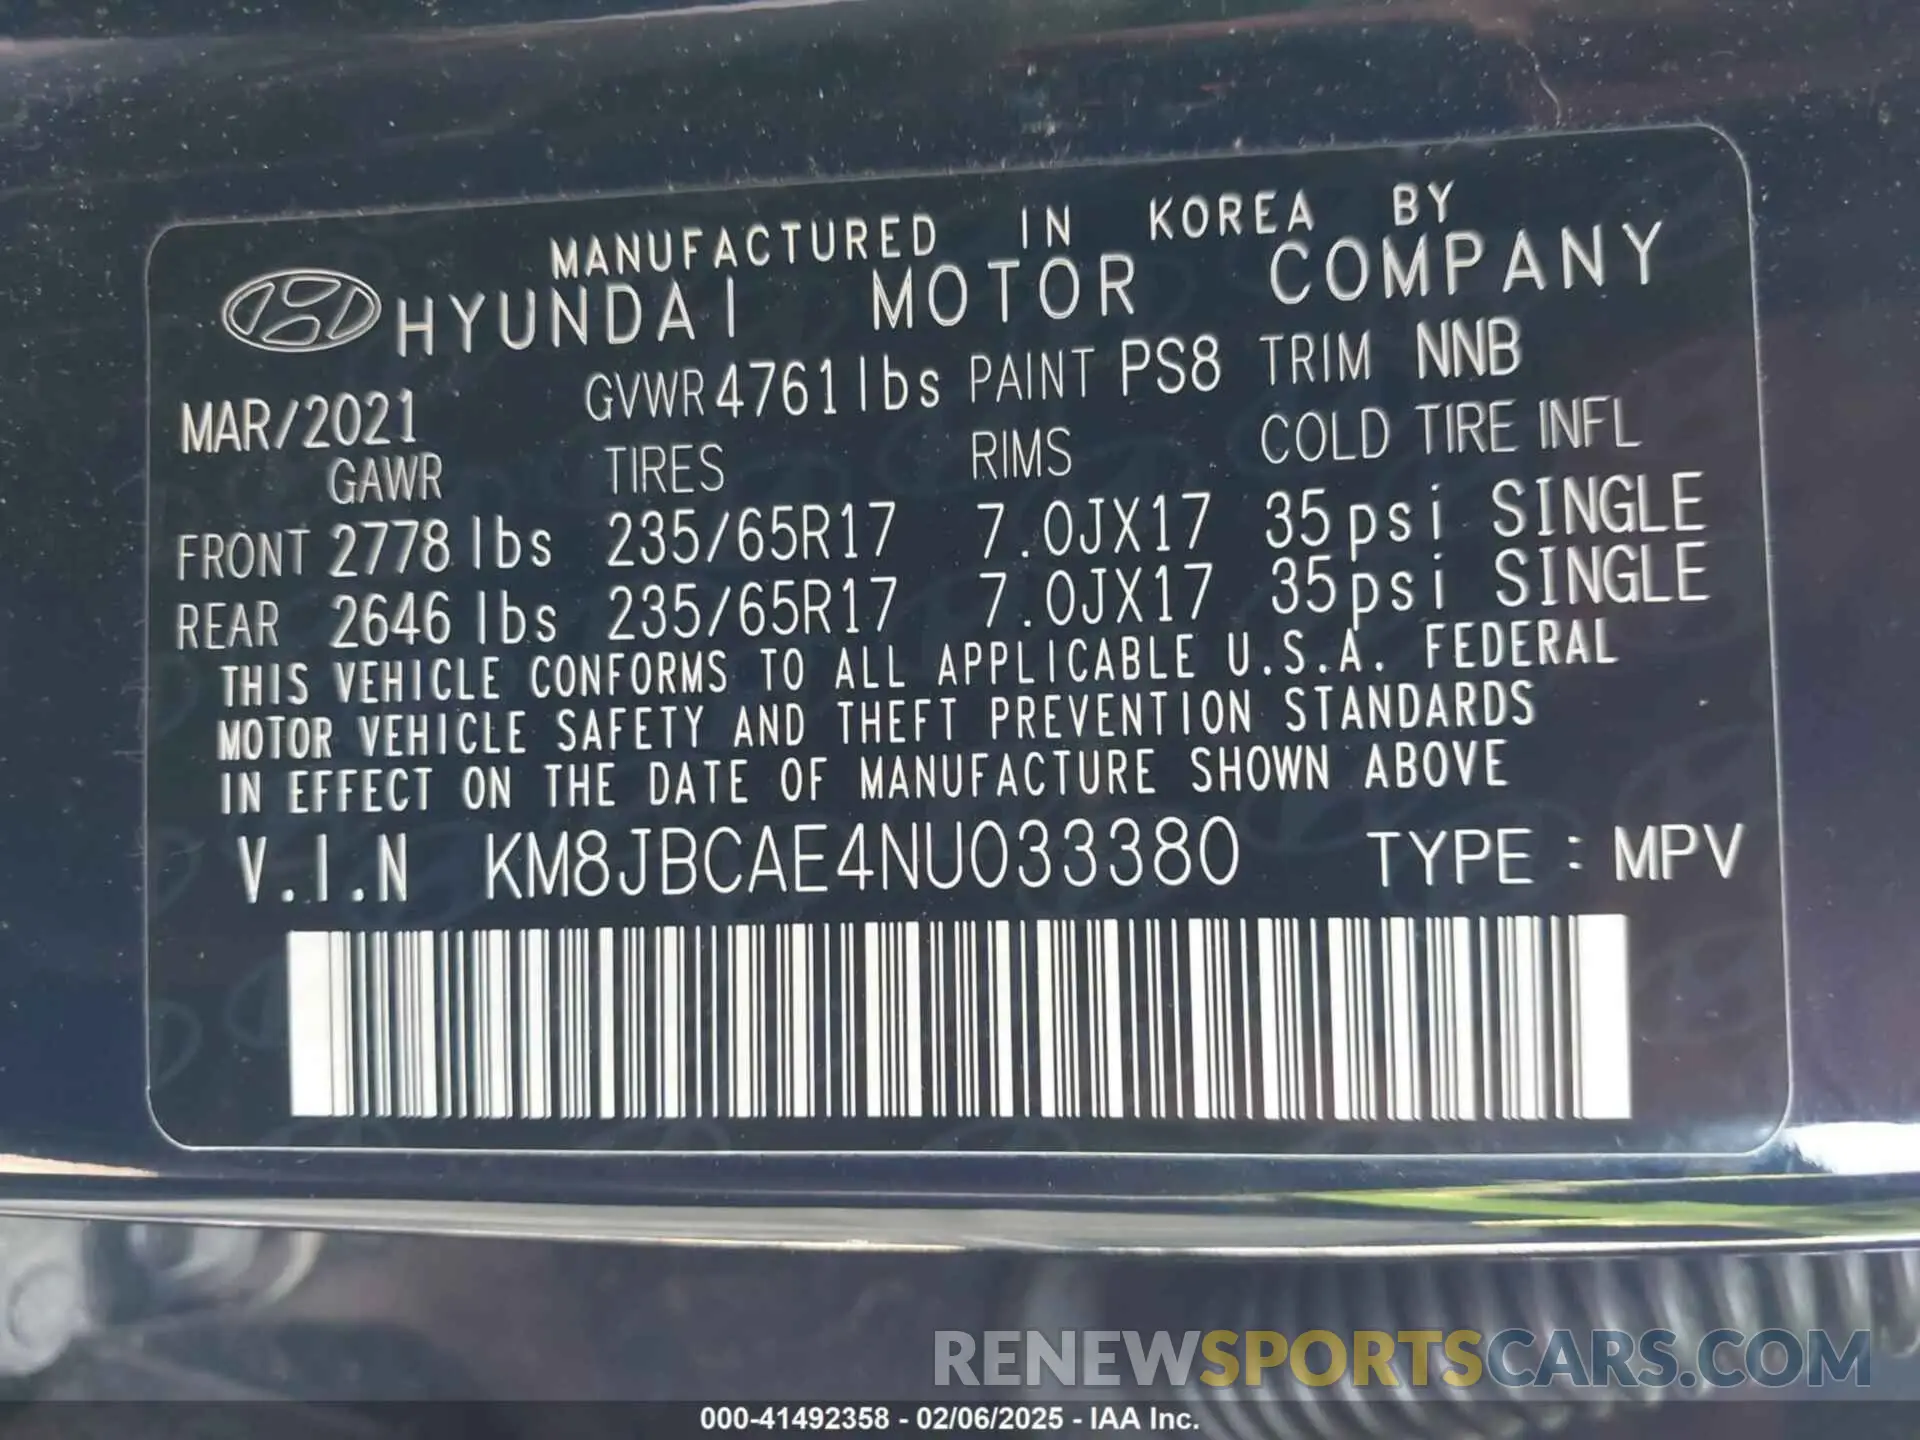 MANUFACTURED IN KOREA BY
HYUNDAI MOTOR COMPANY
MAR/2021 GVWR 4761lbs PAINT PS8 TRIM NNB
GAWR TIRES RIMS COLD TIRE INFL
FRONT 2778 lbs 235/65R17 7.0JX17 35psi SINGLE
REAR 2646 lbs 235/65R17 7.0JX17 35psi SINGLE
THIS VEHICLE CONFORMS TO ALL APPLICABLE U.S.A. FEDERAL
MOTOR VEHICLE SAFETY AND THEFT PREVENTION STANDARDS
IN EFFECT ON THE DATE OF MANUFACTURE SHOWN ABOVE
V.I.N KM8JBCAE4NU033380 TYPE : MPV
RENEWSPORTSCARS.COM
000-41492358 - 02/06/2025 - IAA Inc.